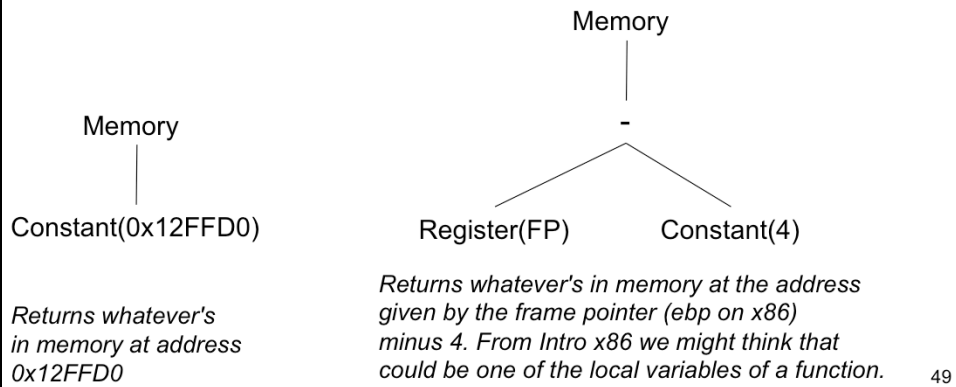 Memory
Constant(0x12FFD0)
Returns whatever's
in memory at address
0x12FFD0
Memory
-
Register(FP) Constant(4)
Returns whatever's in memory at the address
given by the frame pointer (ebp on x86)
minus 4. From Intro x86 we might think that
could be one of the local variables of a function.
49